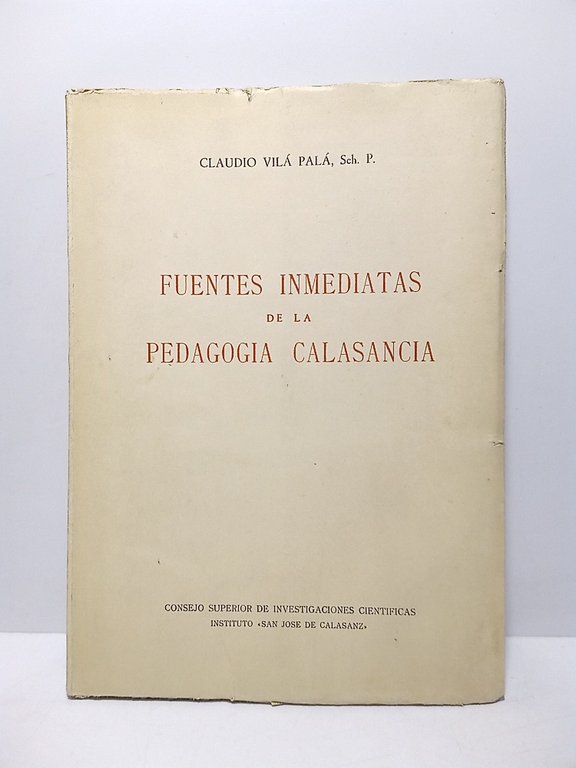 CLAUDIO VILÁ PALÁ, Sch. P.
FUENTES INMEDIATAS
DE LA
PEDAGOGIA CALASANCIA
CONSEJO SUPERIOR DE INVESTIGACIONES CIENTIFICAS
INSTITUTO «SAN JOSE DE CALASANZ»